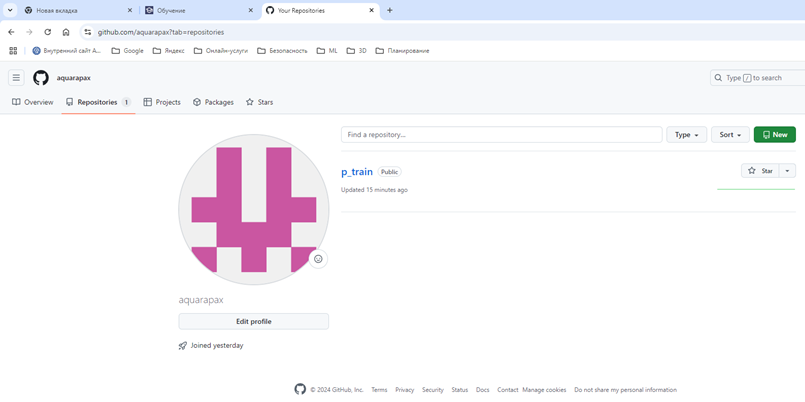 Новая вкладка
Обучение
Your Repositories
github.com/aquarapax?tab=repositories
Внутренний сайт А... Google Яндекс Онлайн-услуги Безопасность ML 3D Планирование
aquarapax
Type / to search
Overview Repositories 1 Projects Packages Stars
Find a repository...
Type Sort New
p_train Public
Star
Updated 15 minutes ago
aquarapax
Edit profile
Joined yesterday
© 2024 GitHub, Inc. Terms Privacy Security Status Docs Contact Manage cookies Do not share my personal information